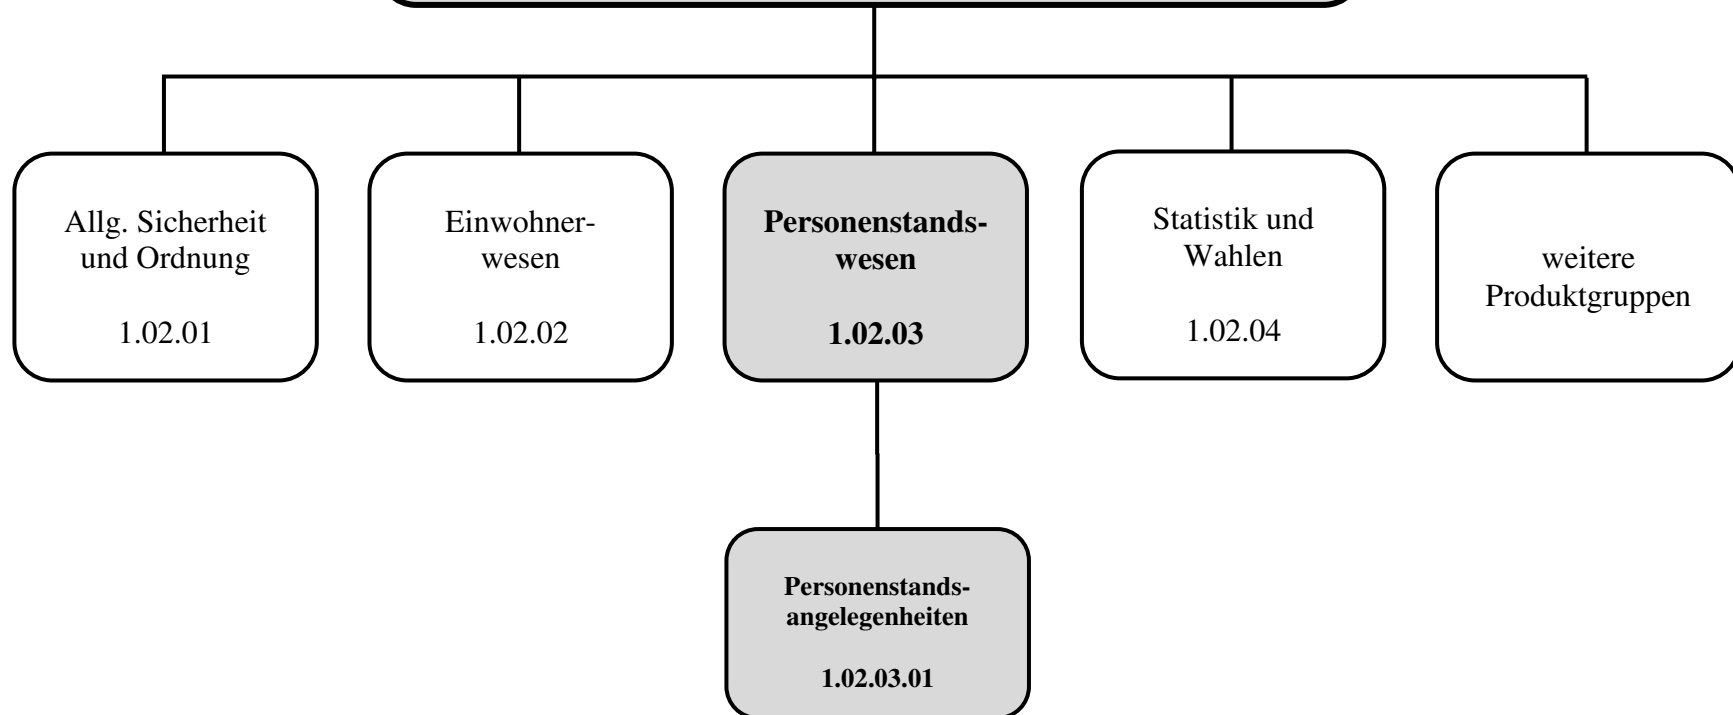 Allg. Sicherheit
und Ordnung
1.02.01
Einwohner-
wesen
1.02.02
Personenstands-
wesen
1.02.03
Statistik und
Wahlen
1.02.04
weitere
Produktgruppen
Personenstands-
angelegenheiten
1.02.03.01